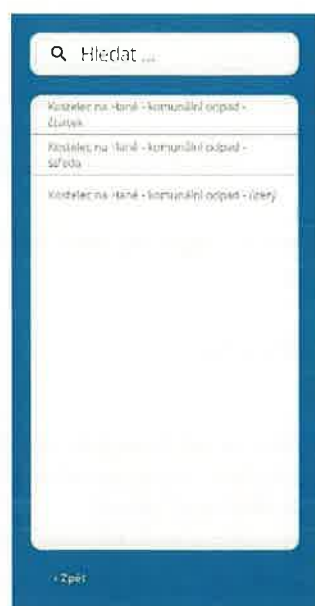 Hledat ...
Kostelec na Hané - komunální odpad -
čtvrtek
Kostelec na Hané - komunální odpad -
středa
Kostelec na Hané - komunální odpad - úterý
‹ Zpět